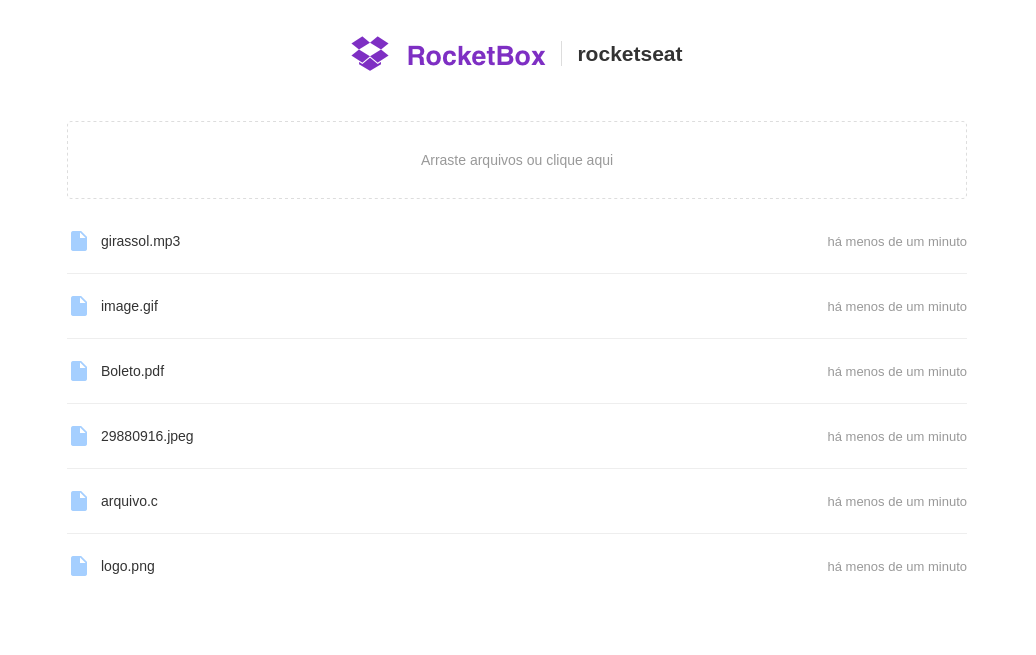 RocketBox rocketseat
Arraste arquivos ou clique aqui
girassol.mp3 há menos de um minuto
image.gif há menos de um minuto
Boleto.pdf há menos de um minuto
29880916.jpeg há menos de um minuto
arquivo.c há menos de um minuto
logo.png há menos de um minuto